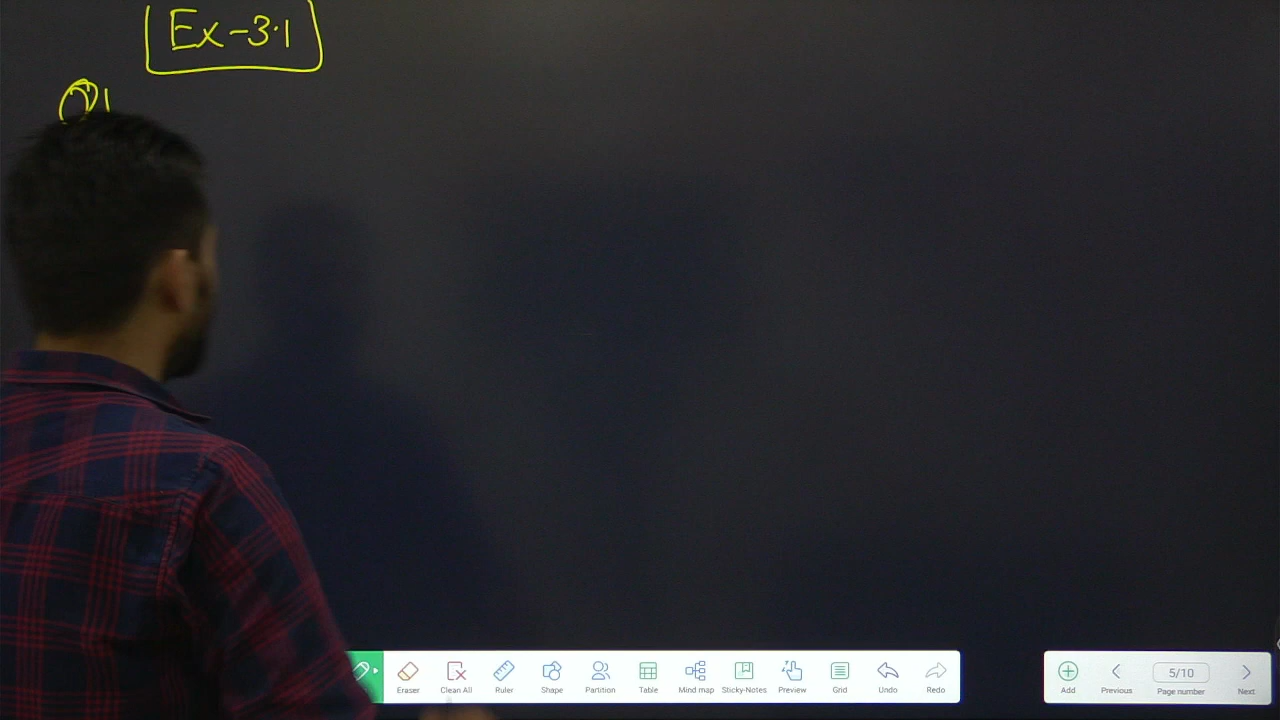 Ex-3.1
Q1
Eraser Clean All Ruler Shape Partition Table Mind map Sticky-Notes Preview Grid Undo Redo
Add Previous 5/10 Page number Next